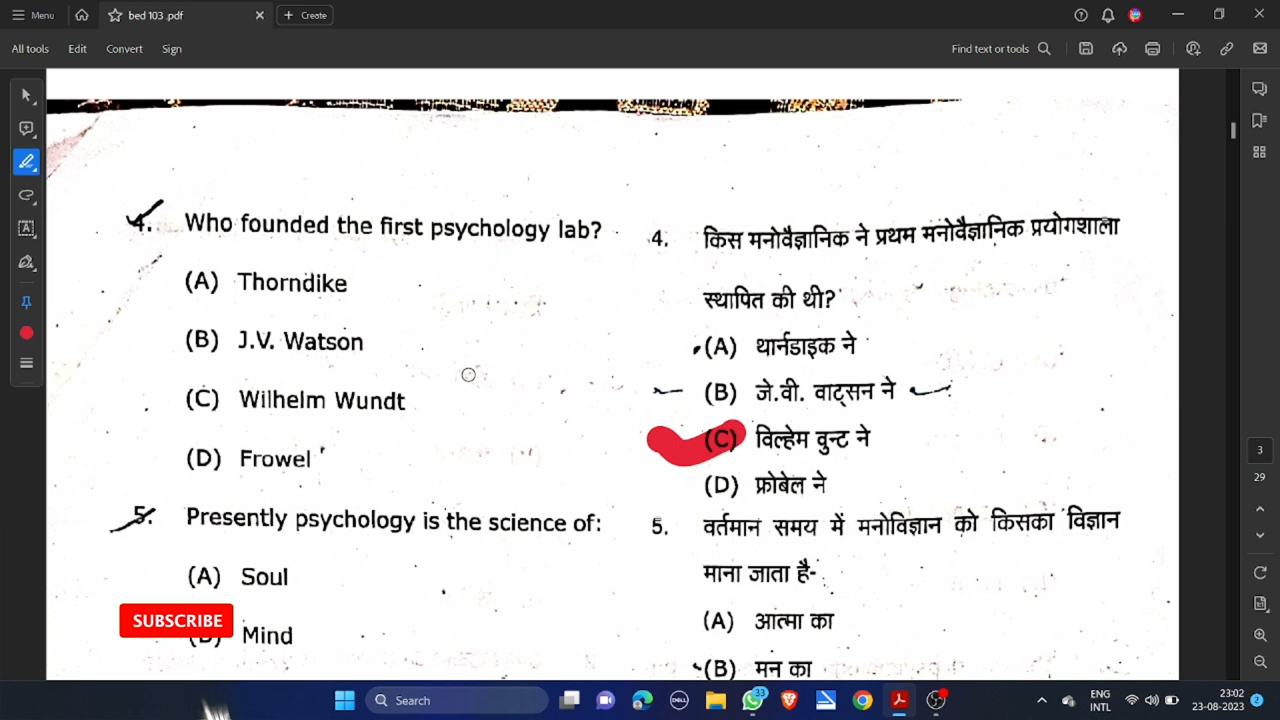 Menu
bed 103 .pdf
Create
All tools Edit Convert Sign
Find text or tools
4. Who founded the first psychology lab?
(A) Thorndike
(B) J.V. Watson
(C) Wilhelm Wundt
(D) Frowel
5. Presently psychology is the science of:
(A) Soul
(B) Mind
SUBSCRIBE
4. किस मनोवैज्ञानिक ने प्रथम मनोवैज्ञानिक प्रयोगशाला
स्थापित की थी?
(A) थार्नडाइक ने
(B) जे.वी. वाट्सन ने
(C) विल्हेम वुन्ट ने
(D) फ्रोबेल ने
5. वर्तमान समय में मनोविज्ञान को किसका विज्ञान
माना जाता है-
(A) आत्मा का
(B) मन का
3
29
Search
DELL
33
ENG
INTL
23:02
23-08-2023
2